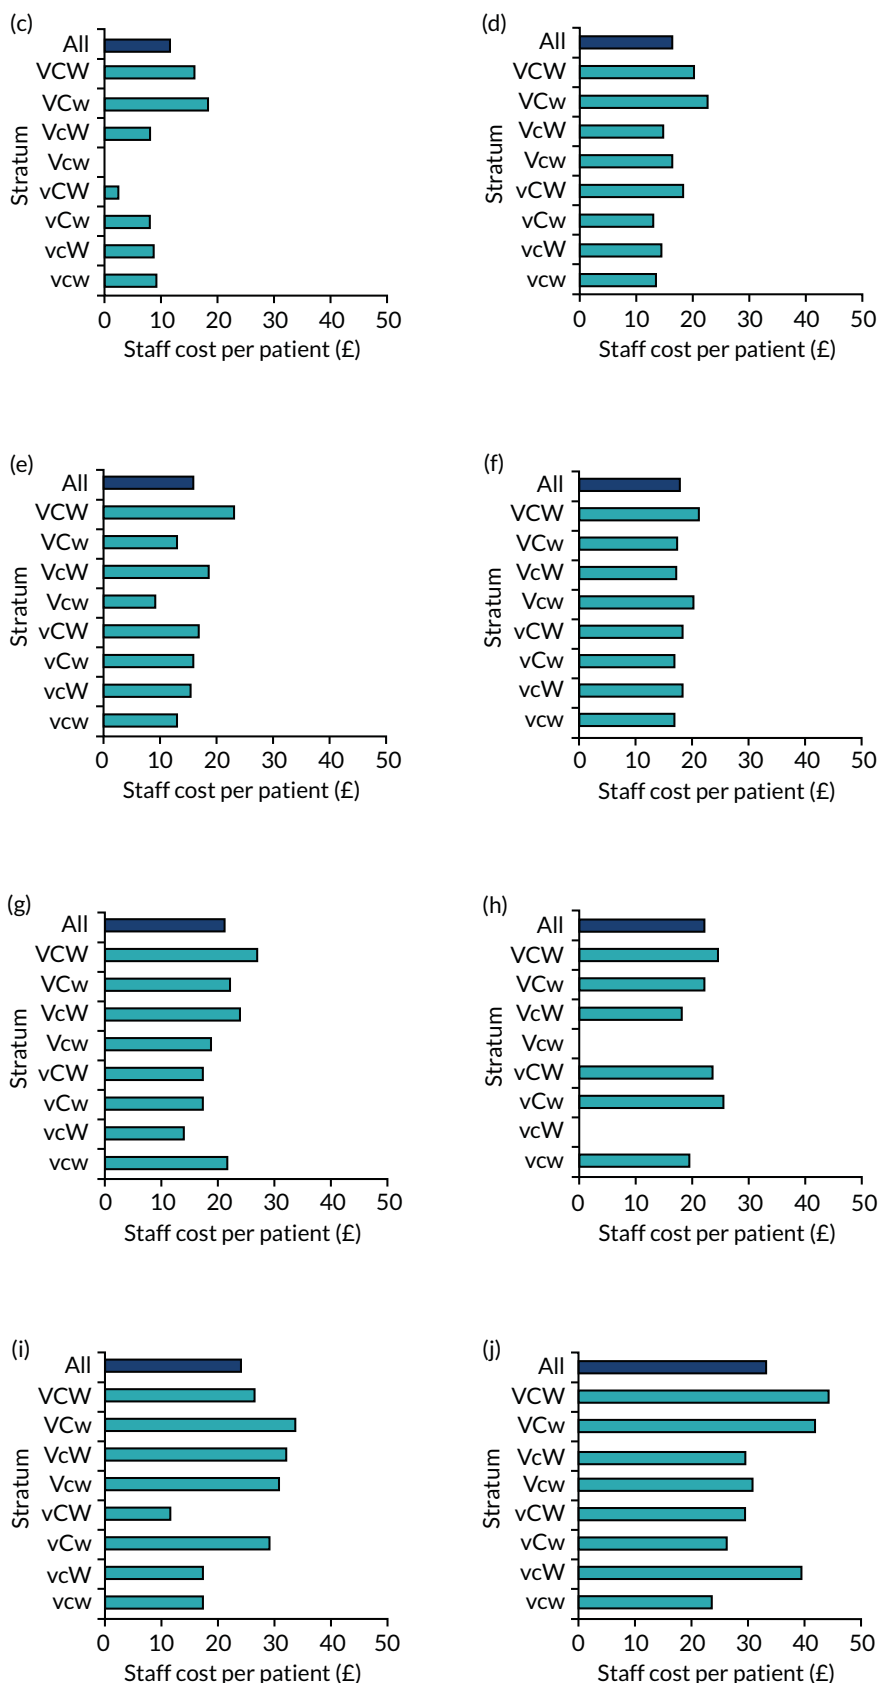 (c)
All
VCW
VCw
VcW
Vcw
vCW
vCw
vcW
vcw
Stratum
0 10 20 30 40 50
Staff cost per patient (£)
(d)
All
VCW
VCw
VcW
Vcw
vCW
vCw
vcW
vcw
Stratum
0 10 20 30 40 50
Staff cost per patient (£)
(e)
All
VCW
VCw
VcW
Vcw
vCW
vCw
vcW
vcw
Stratum
0 10 20 30 40 50
Staff cost per patient (£)
(f)
All
VCW
VCw
VcW
Vcw
vCW
vCw
vcW
vcw
Stratum
0 10 20 30 40 50
Staff cost per patient (£)
(g)
All
VCW
VCw
VcW
Vcw
vCW
vCw
vcW
vcw
Stratum
0 10 20 30 40 50
Staff cost per patient (£)
(h)
All
VCW
VCw
VcW
Vcw
vCW
vCw
vcW
vcw
Stratum
0 10 20 30 40 50
Staff cost per patient (£)
(i)
All
VCW
VCw
VcW
Vcw
vCW
vCw
vcW
vcw
Stratum
0 10 20 30 40 50
Staff cost per patient (£)
(j)
All
VCW
VCw
VcW
Vcw
vCW
vCw
vcW
vcw
Stratum
0 10 20 30 40 50
Staff cost per patient (£)